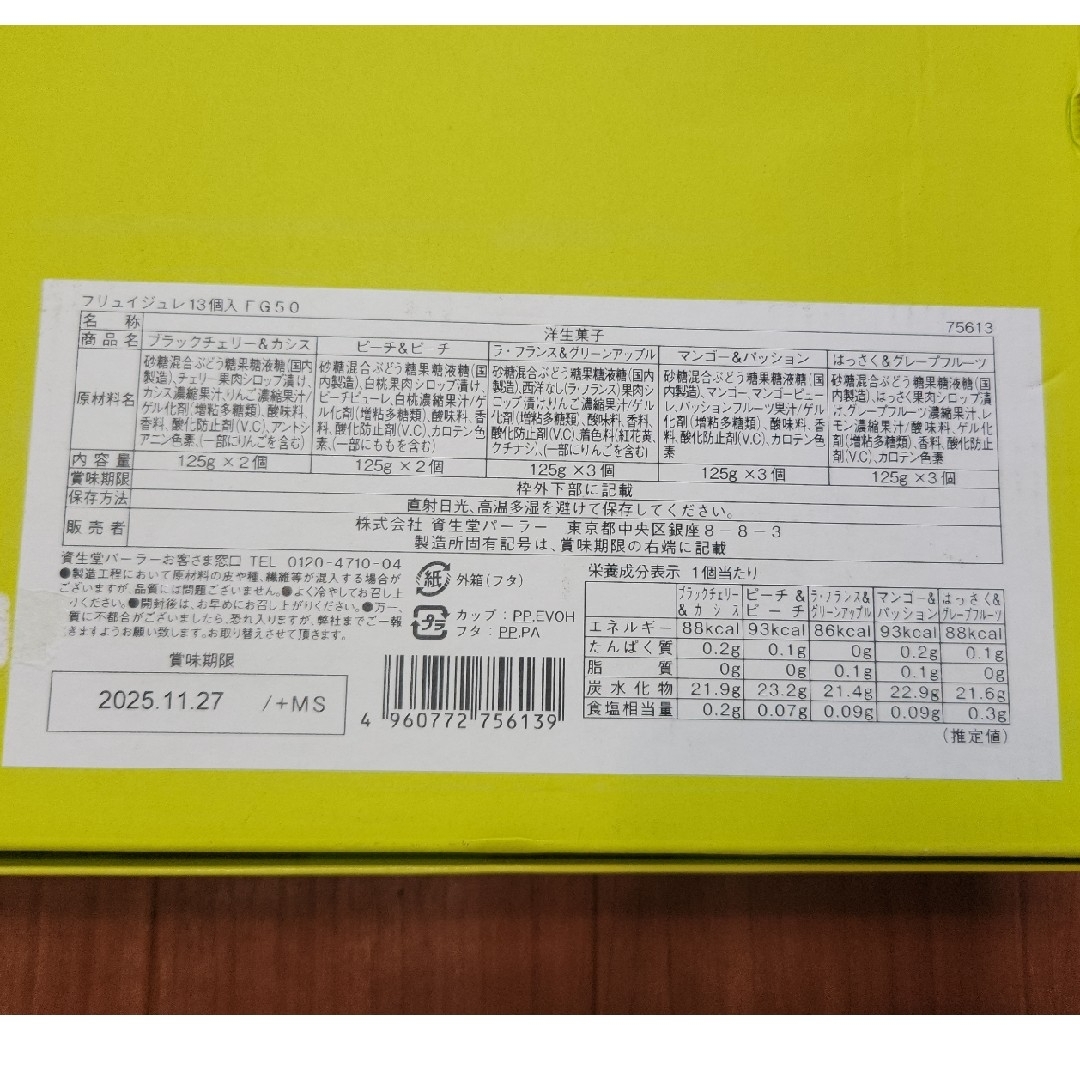 フリュイジュレ13個入 FG50
75613
名称 洋生菓子
商品名 ブラックチェリー&カシス ピーチ&ピーチ ラ・フランス&グリーンアップル マンゴー&パッション はっさく&グレープフルーツ
原材料名
砂糖混合ぶどう糖果糖液糖(国
内製造)、チェリー果肉シロップ漬け、
カシス濃縮果汁、りんご濃縮果汁/
ゲル化剤(増粘多糖類)、酸味料、
香料、酸化防止剤(V.C)、アントシ
アニン色素、(一部にりんごを含む)
砂糖混合ぶどう糖果糖液糖(国
内製造)、白桃果肉シロップ漬け、
ピーチピューレ、白桃濃縮果汁/ゲ
ル化剤(増粘多糖類)、酸味料、香
料、酸化防止剤(V.C)、カロテン色
素、(一部にももを含む)
砂糖混合ぶどう糖果糖液糖(国内
製造)、西洋なし(ラ・フランス)果肉シ
ロップ漬け、りんご濃縮果汁/ゲル
化剤(増粘多糖類)、酸味料、香料、
酸化防止剤(V.C)、着色料(紅花黄、
クチナシ)、(一部にりんごを含む)
砂糖混合ぶどう糖果糖液糖(国
内製造)、マンゴー、マンゴーピュー
レ、パッションフルーツ果汁/ゲル
化剤(増粘多糖類)、酸味料、香
料、酸化防止剤(V.C)、カロテン色
素
砂糖混合ぶどう糖果糖液糖(国
内製造)、はっさく果肉シロップ漬
け、グレープフルーツ濃縮果汁、レ
モン濃縮果汁/酸味料、ゲル化
剤(増粘多糖類)、香料、酸化防止
剤(V.C)、カロテン色素
内容量 125g×2個 125g×2個 125g×3個 125g×3個 125g×3個
賞味期限 枠外下部に記載
保存方法 直射日光、高温多湿を避けて保存してください。
販売者 株式会社 資生堂パーラー 東京都中央区銀座8-8-3
製造所固有記号は、賞味期限の右端に記載
資生堂パーラーお客さま窓口 TEL 0120-4710-04
●製造工程において原材料の皮や種、繊維等が混入する場合が
ございますが、品質には問題ございません。●よく冷やしてお召し上
りください。●開封後は、お早めにお召し上がりください。●万一、
質に不都合がございましたら、恐れ入りますが、弊社までご一報
きますようお願い致します。お取り替えさせて頂きます。
紙 外箱(フタ)
プラ カップ:PP,EVOH
フタ:PP,PA
賞味期限
2025.11.27 /+MS
4 960772 756139
栄養成分表示 1個当たり
ブラックチェリー&カシス ピーチ&ピーチ ラ・フランス&グリーンアップル マンゴー&パッション はっさく&グレープフルーツ
エネルギー 88kcal 93kcal 86kcal 93kcal 88kcal
たんぱく質 0.2g 0.1g 0g 0.2g 0.1g
脂質 0g 0g 0.1g 0.1g 0g
炭水化物 21.9g 23.2g 21.4g 22.9g 21.6g
食塩相当量 0.2g 0.07g 0.09g 0.09g 0.3g
(推定値)